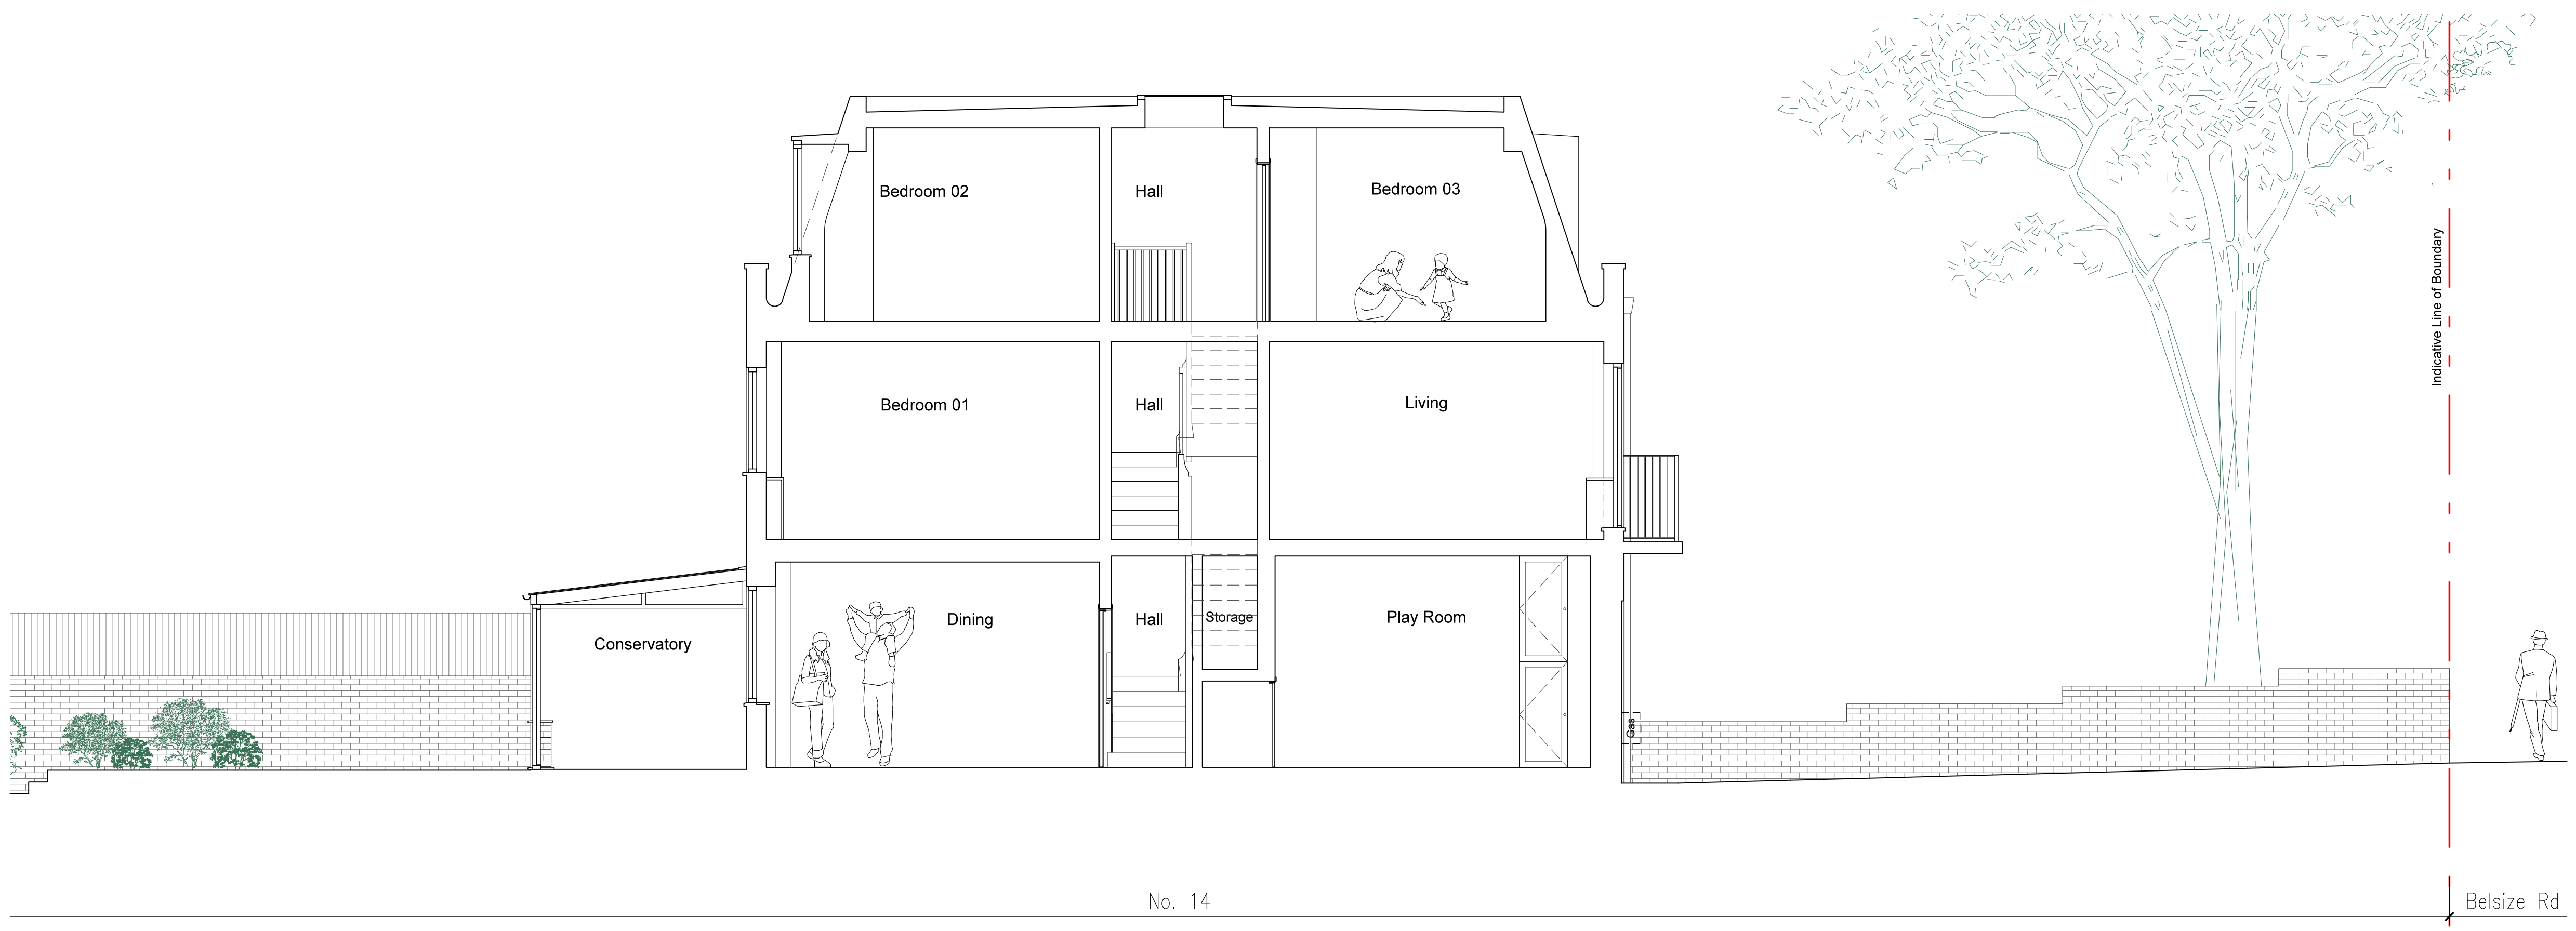 Bedroom 02
Hall
Bedroom 03
Indicative Line of Boundary
Bedroom 01
Hall
Living
Conservatory
Dining
Hall
Storage
Play Room
Gas
No. 14
Belsize Rd